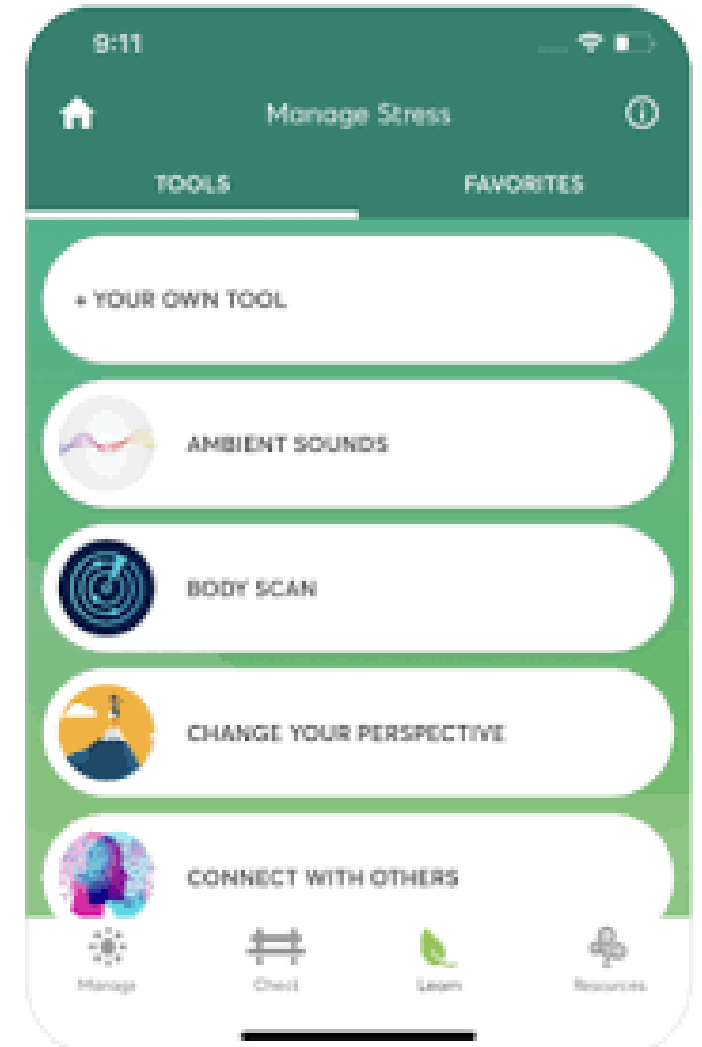 9:11
Manage Stress
TOOLS FAVORITES
+ YOUR OWN TOOL
AMBIENT SOUNDS
BODY SCAN
CHANGE YOUR PERSPECTIVE
CONNECT WITH OTHERS
Manage Check Learn Resources